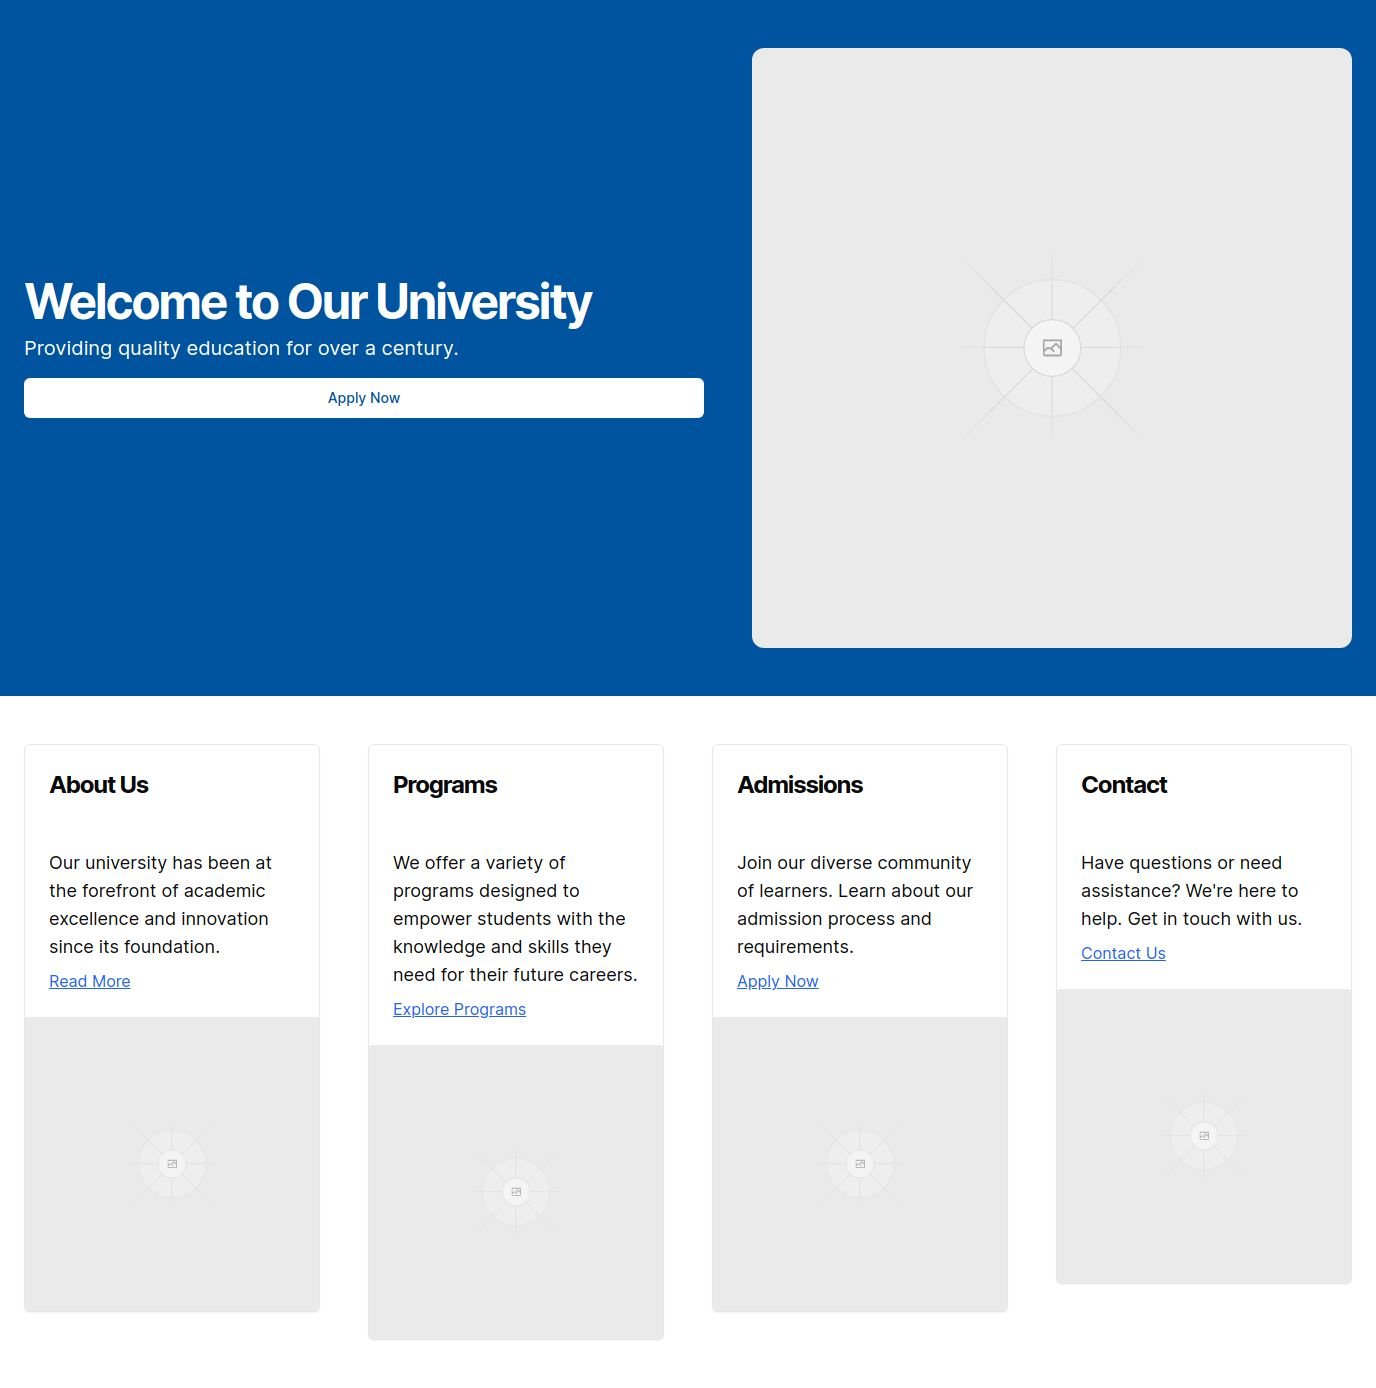 Welcome to Our University
Providing quality education for over a century.
Apply Now
About Us
Our university has been at
the forefront of academic
excellence and innovation
since its foundation.
Read More
Programs
We offer a variety of
programs designed to
empower students with the
knowledge and skills they
need for their future careers.
Explore Programs
Admissions
Join our diverse community
of learners. Learn about our
admission process and
requirements.
Apply Now
Contact
Have questions or need
assistance? We're here to
help. Get in touch with us.
Contact Us